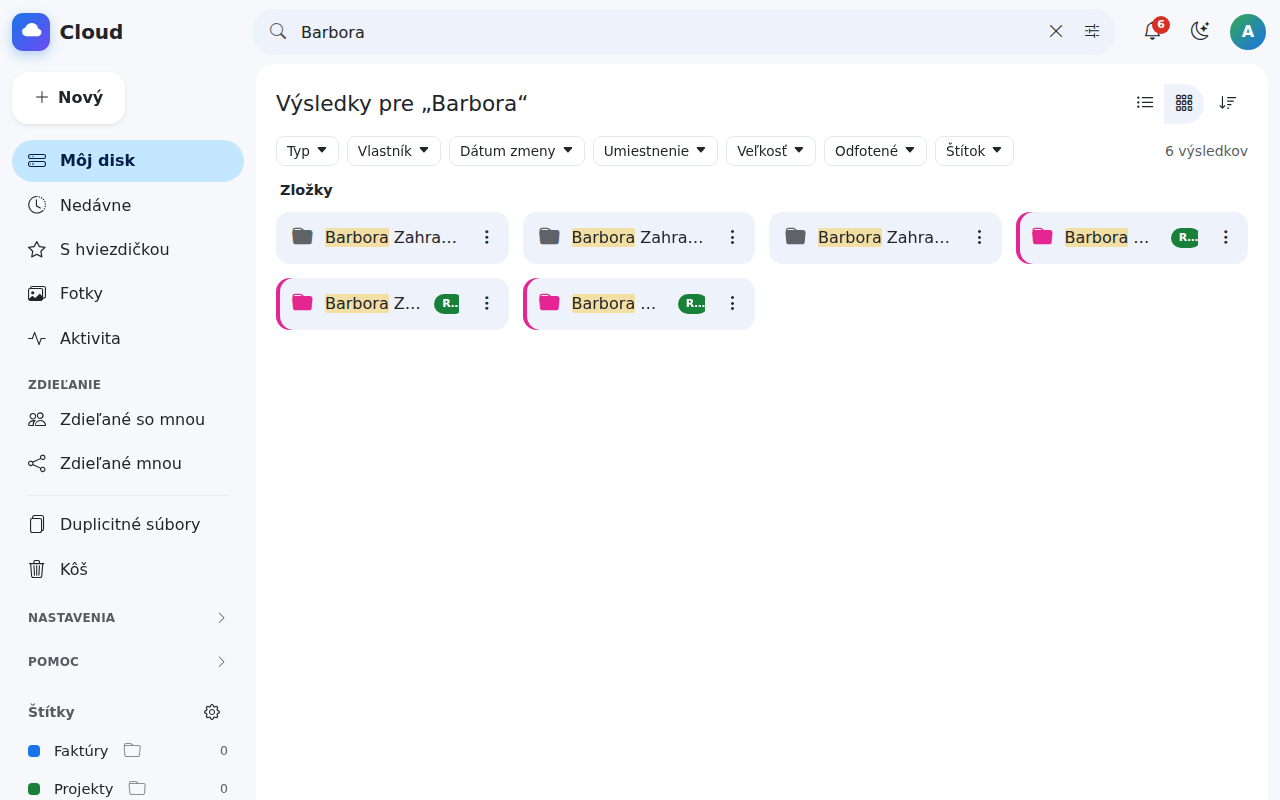 Cloud
Barbora
6
A
Nový
Výsledky pre „Barbora“
Môj disk
Typ
Vlastník
Dátum zmeny
Umiestnenie
Veľkosť
Odfotené
Štítok
6 výsledkov
Nedávne
S hviezdičkou
Fotky
Aktivita
Zložky
Barbora Zahra...
Barbora Zahra...
Barbora Zahra...
Barbora ...
R...
Barbora Z...
R...
Barbora ...
R...
ZDIEĽANIE
Zdieľané so mnou
Zdieľané mnou
Duplicitné súbory
Kôš
NASTAVENIA
POMOC
Štítky
Faktúry
0
Projekty
0